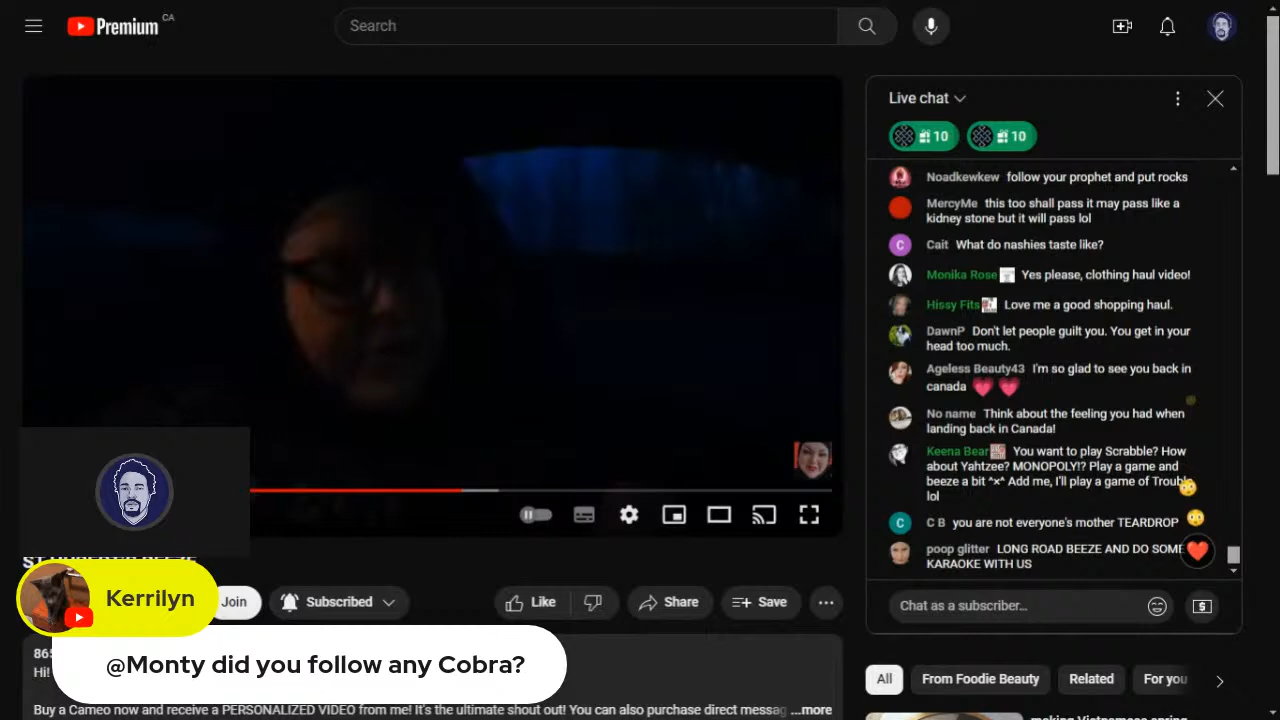 Premium CA
Search
Live chat
10
10
Noadkewkew follow your prophet and put rocks
MercyMe this too shall pass it may pass like a
kidney stone but it will pass lol
C Cait What do nashies taste like?
Monika Rose Yes please, clothing haul video!
Hissy Fits Love me a good shopping haul.
DawnP Don't let people guilt you. You get in your
head too much.
Ageless Beauty43 I'm so glad to see you back in
canada
No name Think about the feeling you had when
landing back in Canada!
Keena Bear You want to play Scrabble? How
about Yahtzee? MONOPOLY!? Play a game and
beeze a bit ^×^ Add me, I'll play a game of Troubl
lol
C C B you are not everyone's mother TEARDROP
poop glitter LONG ROAD BEEZE AND DO SOME
KARAOKE WITH US
Chat as a subscriber...
Kerrilyn
Join
Subscribed
Like
Share
Save
@Monty did you follow any Cobra?
865
Hi!
Buy a Cameo now and receive a PERSONALIZED VIDEO from me! It's the ultimate shout out! You can also purchase direct messag ...more
All
From Foodie Beauty
Related
For you
making Vietnamese spring